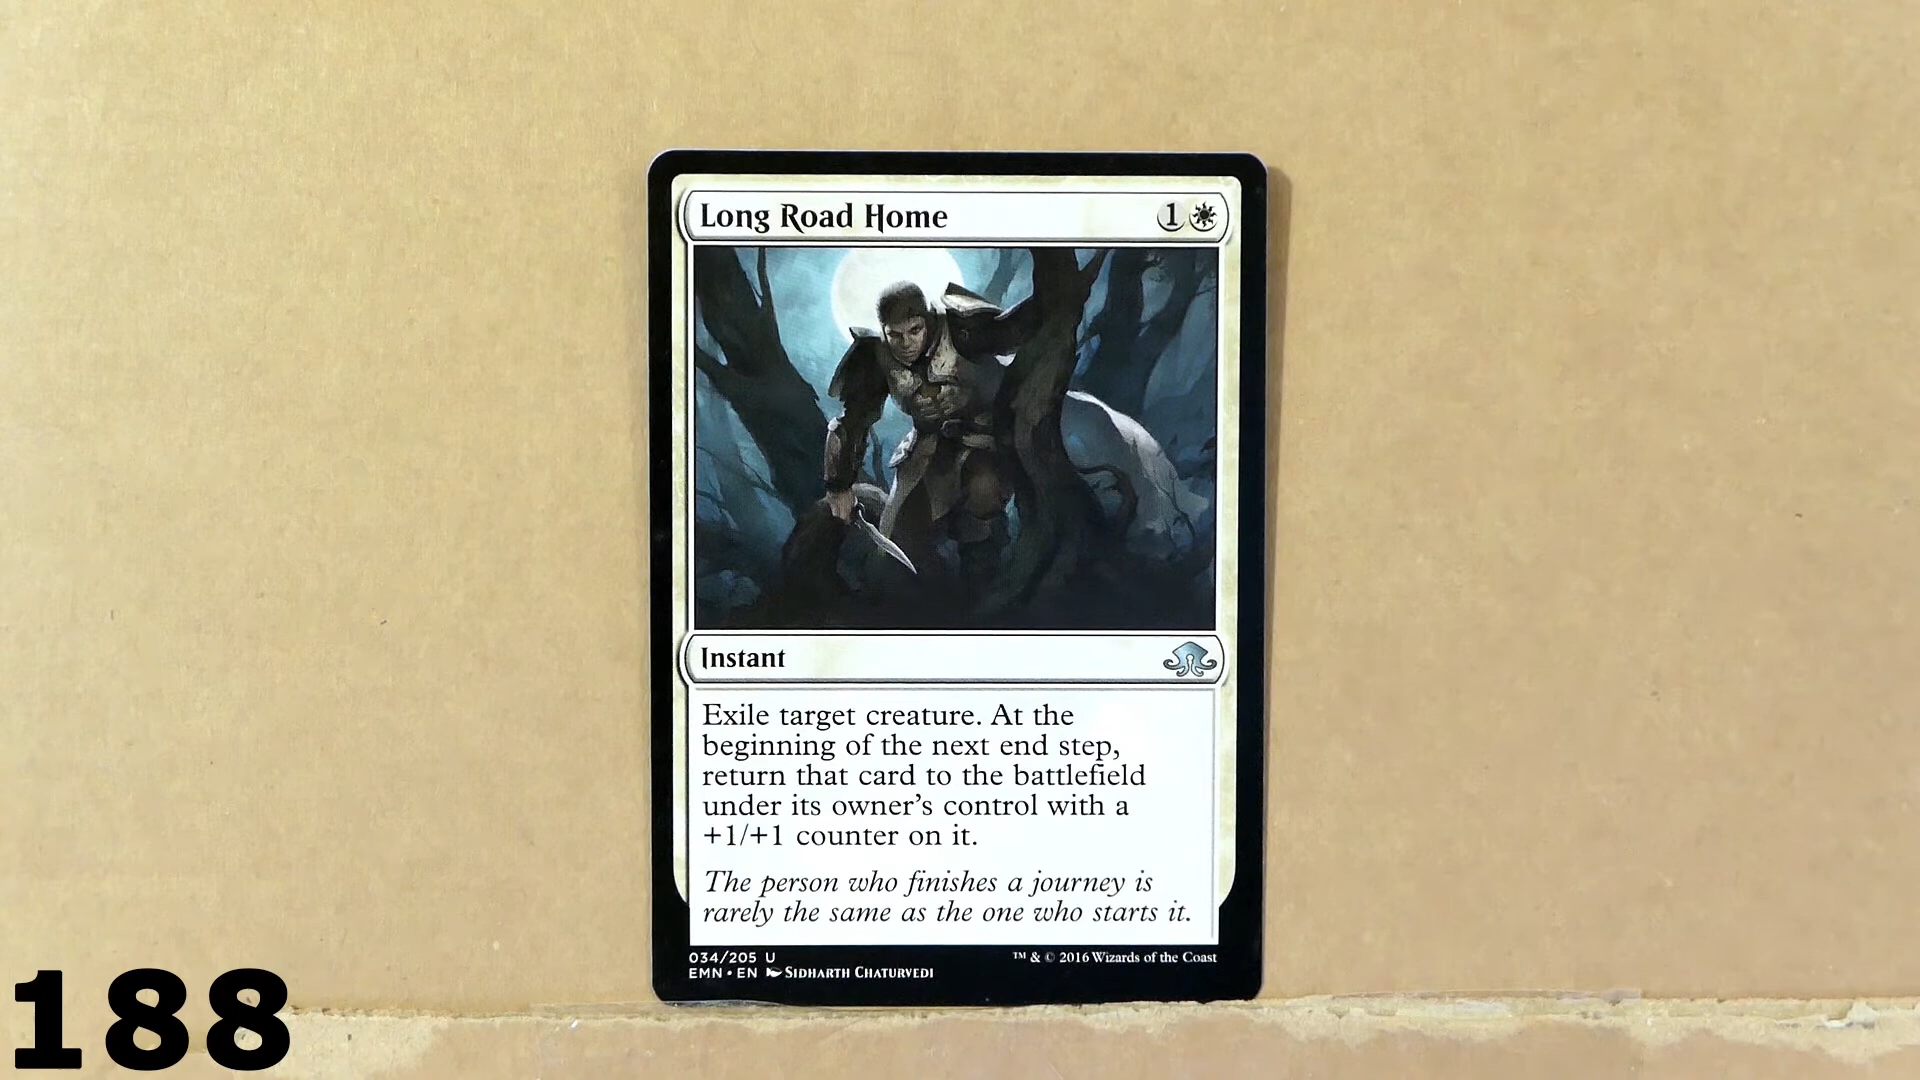 Long Road Home 1
Instant
Exile target creature. At the
beginning of the next end step,
return that card to the battlefield
under its owner's control with a
+1/+1 counter on it.
The person who finishes a journey is
rarely the same as the one who starts it.
034/205 U
EMN • EN SIDHARTH CHATURVEDI
™ & © 2016 Wizards of the Coast
188